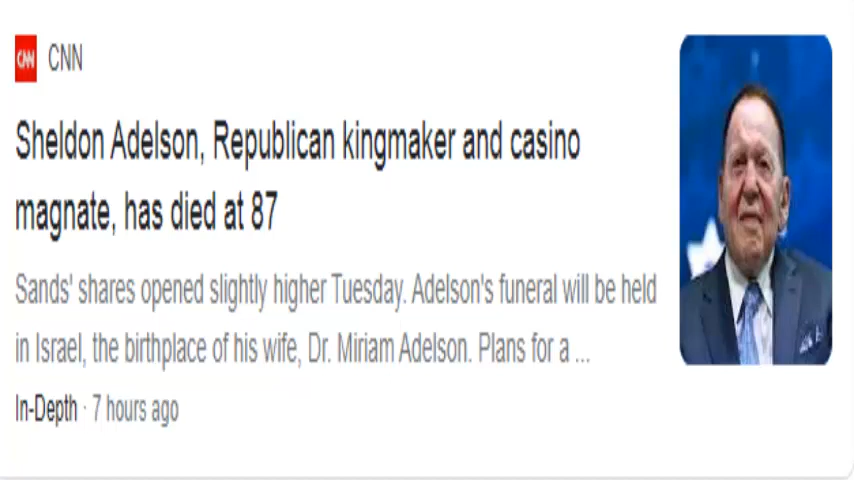 CNN CNN
Sheldon Adelson, Republican kingmaker and casino
magnate, has died at 87
Sands' shares opened slightly higher Tuesday. Adelson's funeral will be held
in Israel, the birthplace of his wife, Dr. Miriam Adelson. Plans for a ...
In-Depth · 7 hours ago